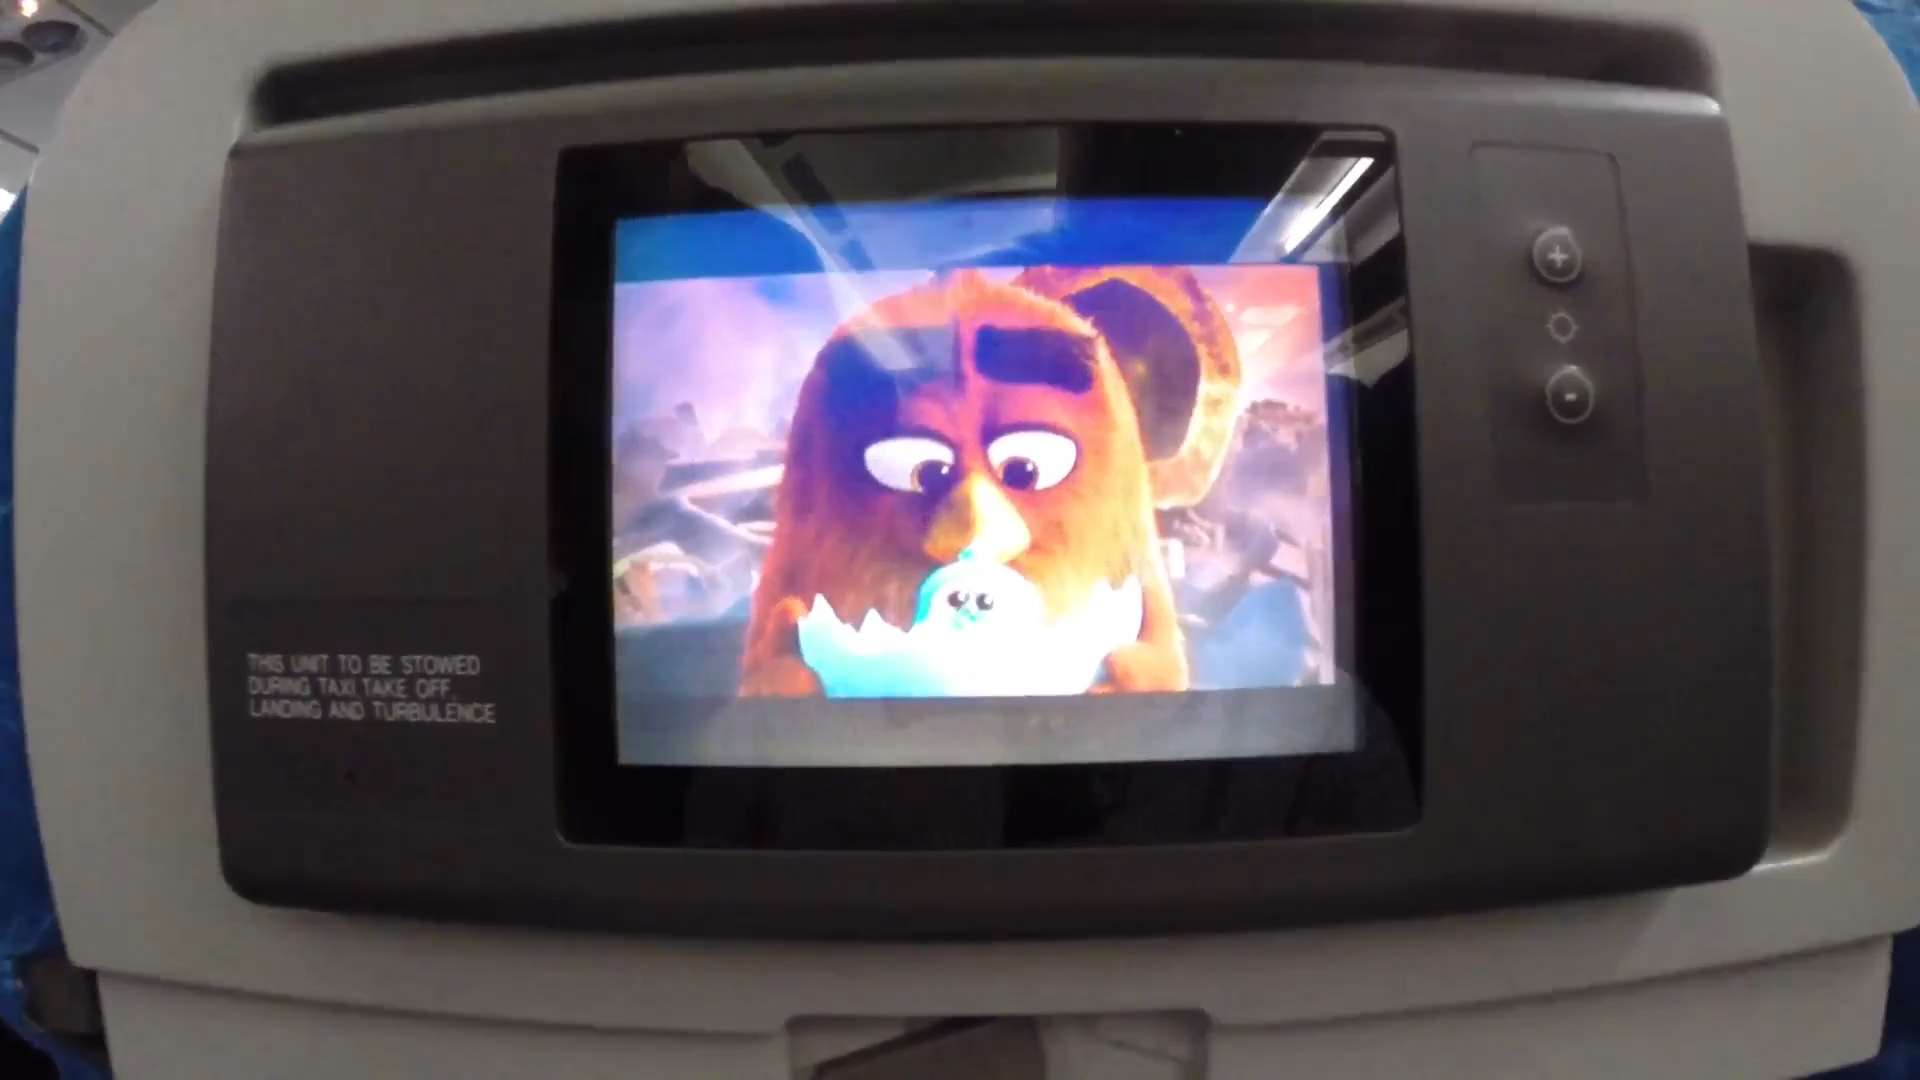 THIS UNIT TO BE STOWED
DURING TAXI, TAKE OFF,
LANDING AND TURBULENCE
+
-